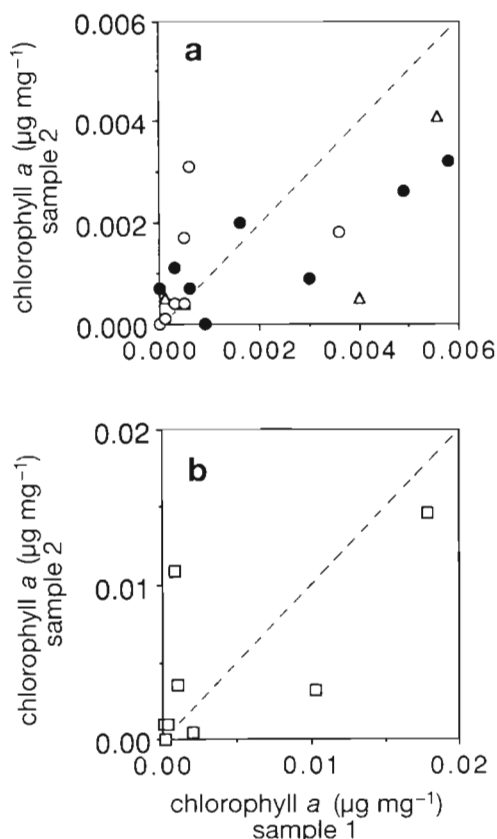 0.006
a
0.004
chlorophyll a (µg mg⁻¹)
sample 2
0.002
0.000
0.000 0.002 0.004 0.006
0.02
b
chlorophyll a (µg mg⁻¹)
sample 2
0.01
0.00
0.00 0.01 0.02
chlorophyll a (µg mg⁻¹)
sample 1